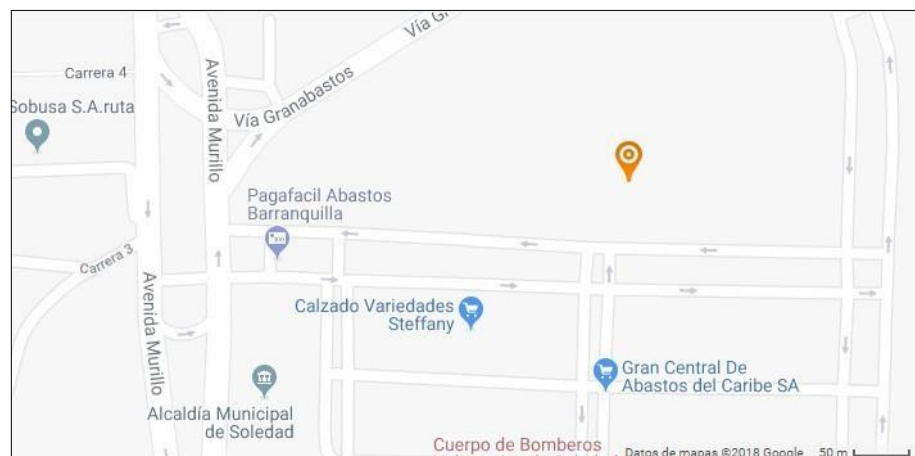 Vía
Carrera 4
Avenida Murillo
Vía Granabastos
Sobusa S.A.ruta
Pagafacil Abastos
Barranquilla
Carrera 3
Avenida Murillo
Calzado Variedades
Steffany
Gran Central De
Abastos del Caribe SA
Alcaldía Municipal
de Soledad
Cuerpo de Bomberos
Datos de mapas ©2018 Google
50 m